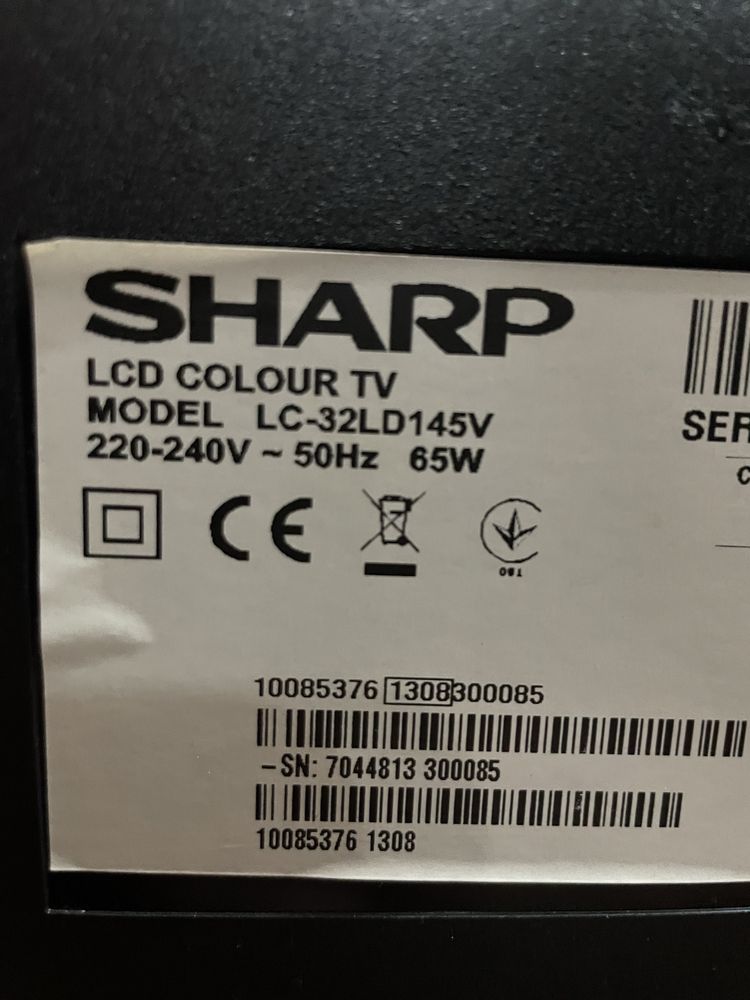 SHARP
LCD COLOUR TV
MODEL LC-32LD145V
220-240V ~ 50Hz 65W
CE
10085376 1308300085
-SN: 7044813 300085
10085376 1308
SER